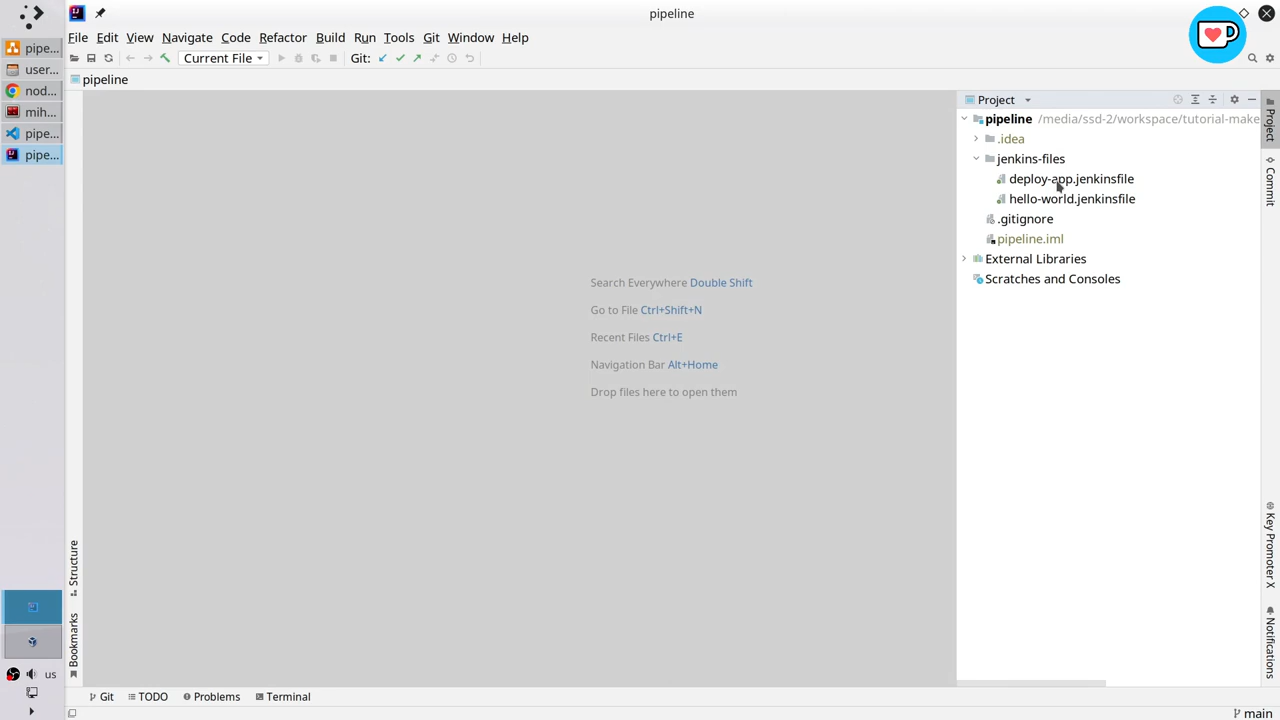 pipeline
File Edit View Navigate Code Refactor Build Run Tools Git Window Help
Current File
Git:
pipeline
pipe...
user...
nod...
mih...
pipe...
pipe...
us
Search Everywhere Double Shift
Go to File Ctrl+Shift+N
Recent Files Ctrl+E
Navigation Bar Alt+Home
Drop files here to open them
Project
pipeline /media/ssd-2/workspace/tutorial-make
.idea
jenkins-files
deploy-app.jenkinsfile
hello-world.jenkinsfile
.gitignore
pipeline.iml
External Libraries
Scratches and Consoles
Project
Commit
Key Promoter X
Notifications
Structure
Bookmarks
Git TODO Problems Terminal
main